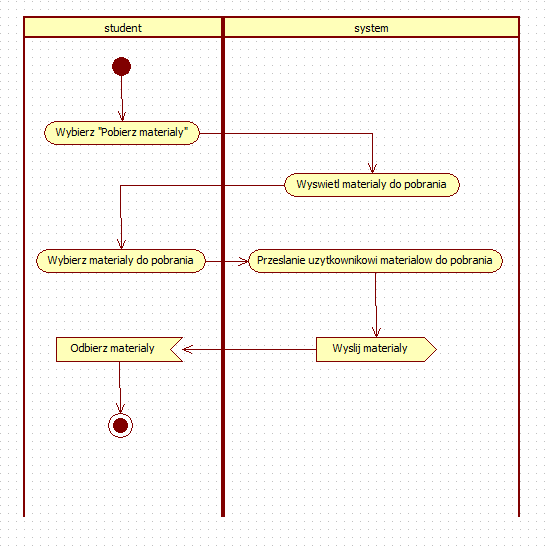 student
system
Wybierz "Pobierz materialy"
Wyswietl materialy do pobrania
Wybierz materialy do pobrania
Przeslanie uzytkownikowi materialow do pobrania
Odbierz materialy
Wyslij materialy